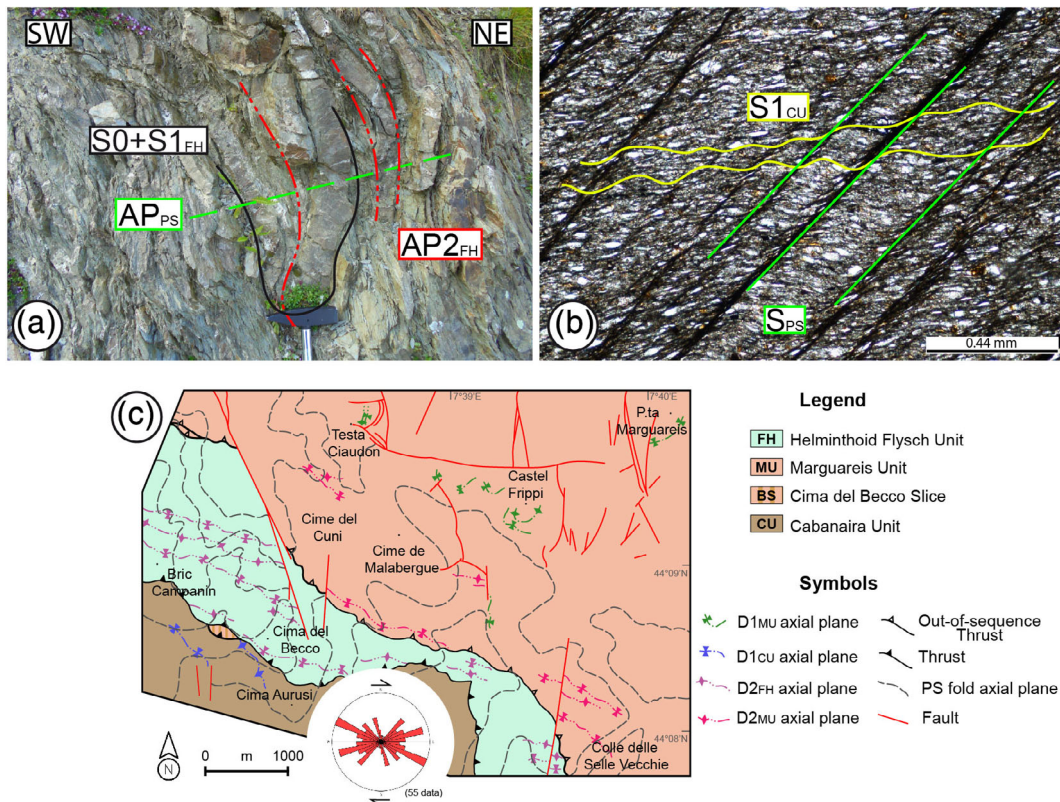 SW
NE
S0+S1FH
APPS
AP2FH
(a)
S1CU
SPS
(b)
0.44 mm
(c)
7°39'E
7°40'E
P.ta
Marguareis
Testa
Ciaudon
Castel
Frippi
Cime del
Cuni
Cime de
Malabergue
44°09'N
Bric
Campanin
Cima del
Becco
Cima Aurusi
44°08'N
Colle delle
Selle Vecchie
N
0 m 1000
(55 data)
Legend
FH Helminthoid Flysch Unit
MU Marguareis Unit
BS Cima del Becco Slice
CU Cabanaira Unit
Symbols
D1MU axial plane
D1CU axial plane
D2FH axial plane
D2MU axial plane
Out-of-sequence
Thrust
Thrust
PS fold axial plane
Fault